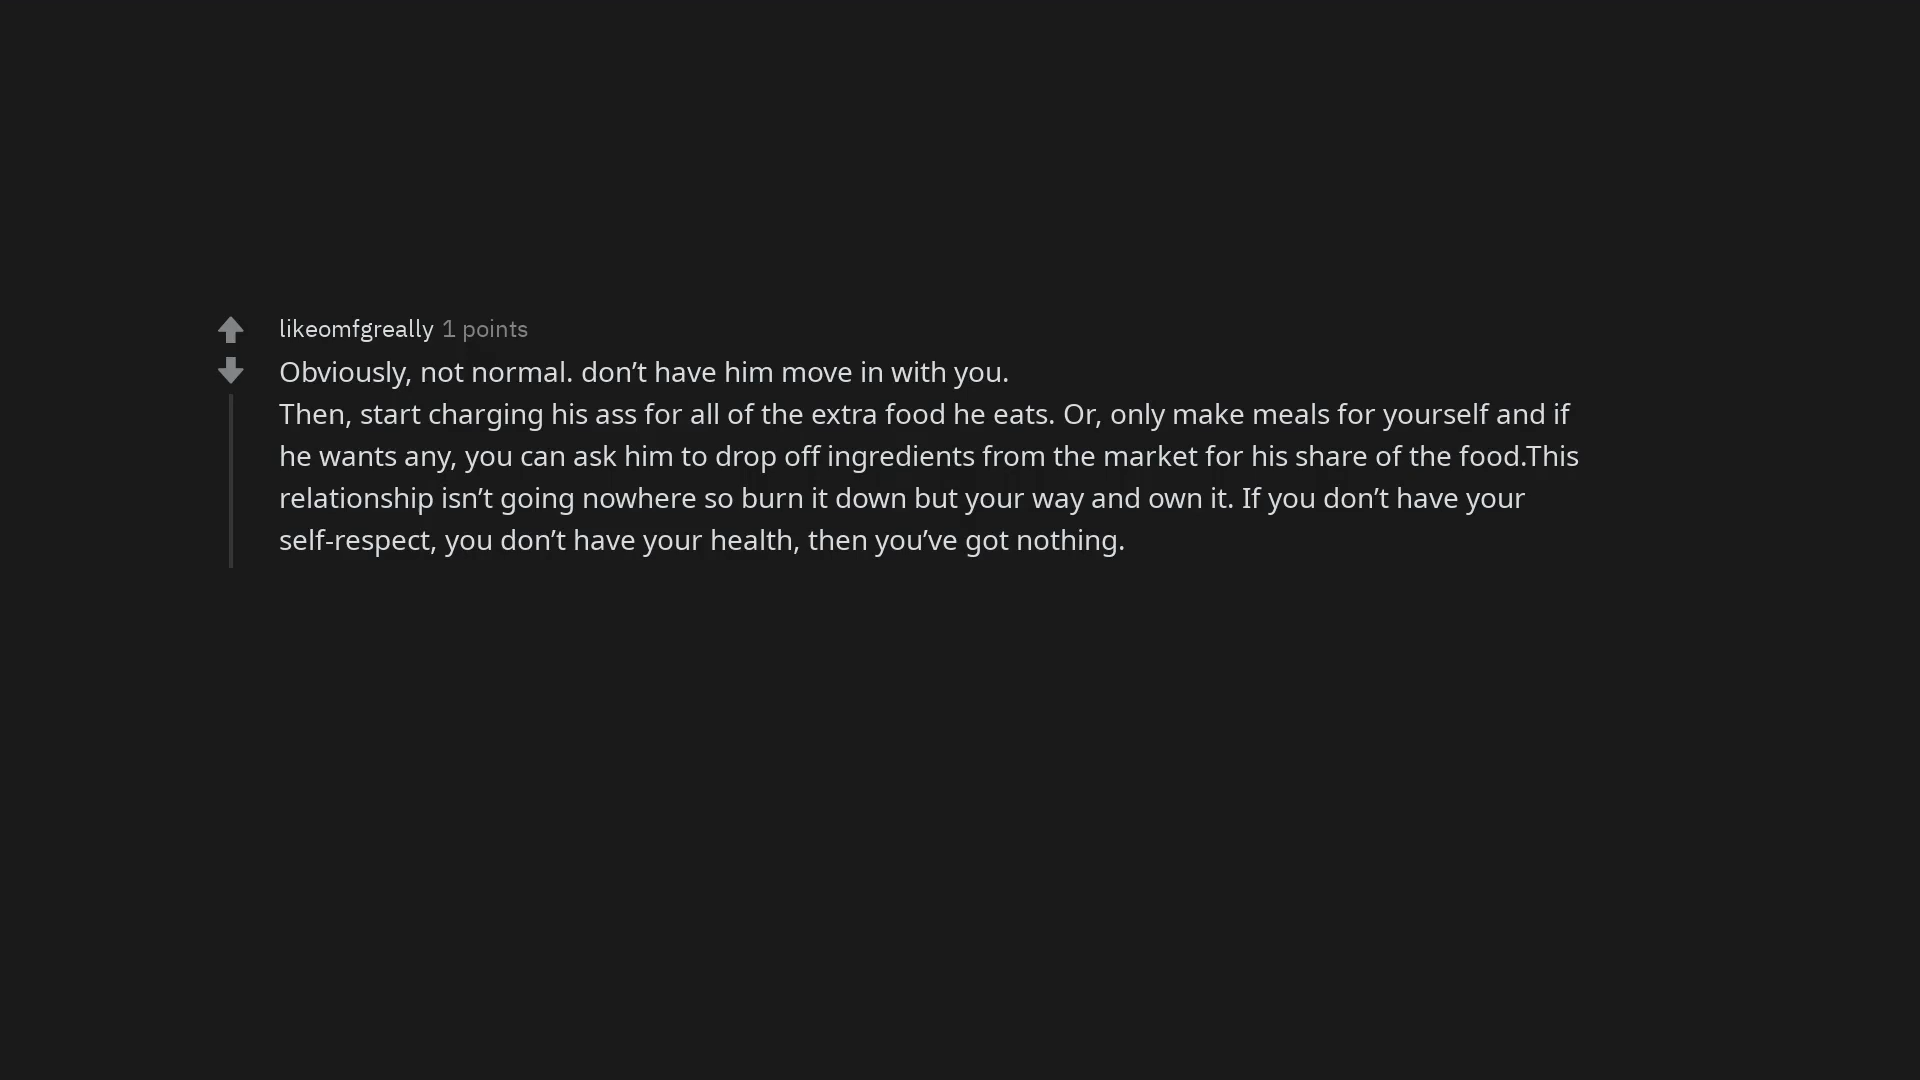 likeomfgreally 1 points
Obviously, not normal. don’t have him move in with you.
Then, start charging his ass for all of the extra food he eats. Or, only make meals for yourself and if
he wants any, you can ask him to drop off ingredients from the market for his share of the food.This
relationship isn’t going nowhere so burn it down but your way and own it. If you don’t have your
self-respect, you don’t have your health, then you’ve got nothing.